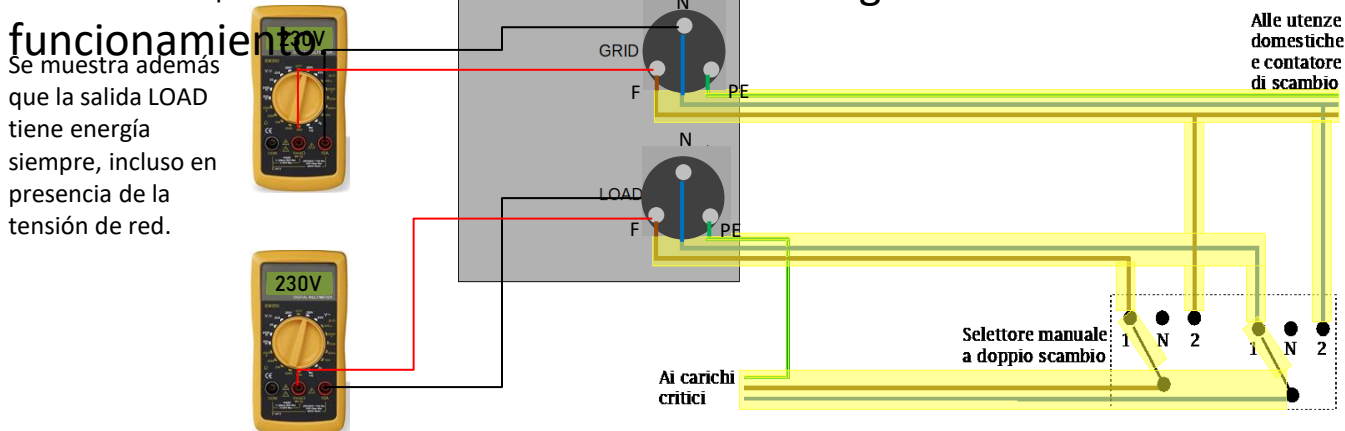 funcionamiento
Se muestra además
que la salida LOAD
tiene energía
siempre, incluso en
presencia de la
tensión de red.
230V
N
GRID
F
PE
Alle utenze
domestiche
e contatore
di scambio
N
LOAD
F
PE
230V
Selettore manuale
a doppio scambio
1 N 2
1 N 2
Ai carichi
critici